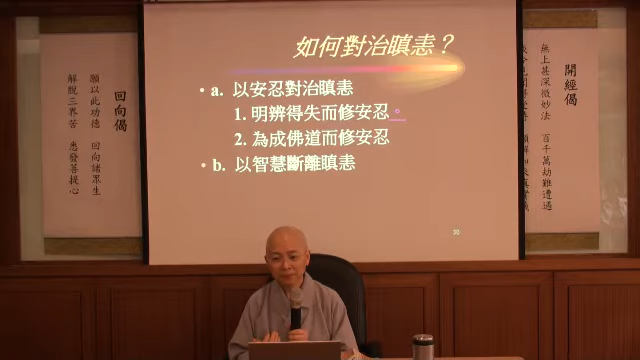 如何對治瞋恚？
• a. 以安忍對治瞋恚
1. 明辨得失而修安忍。
2. 為成佛道而修安忍
• b. 以智慧斷離瞋恚
開經偈
無上甚深微妙法 百千萬劫難遭遇
回向偈
願以此功德 回向諸眾生
解脫三界苦 悉發菩提心